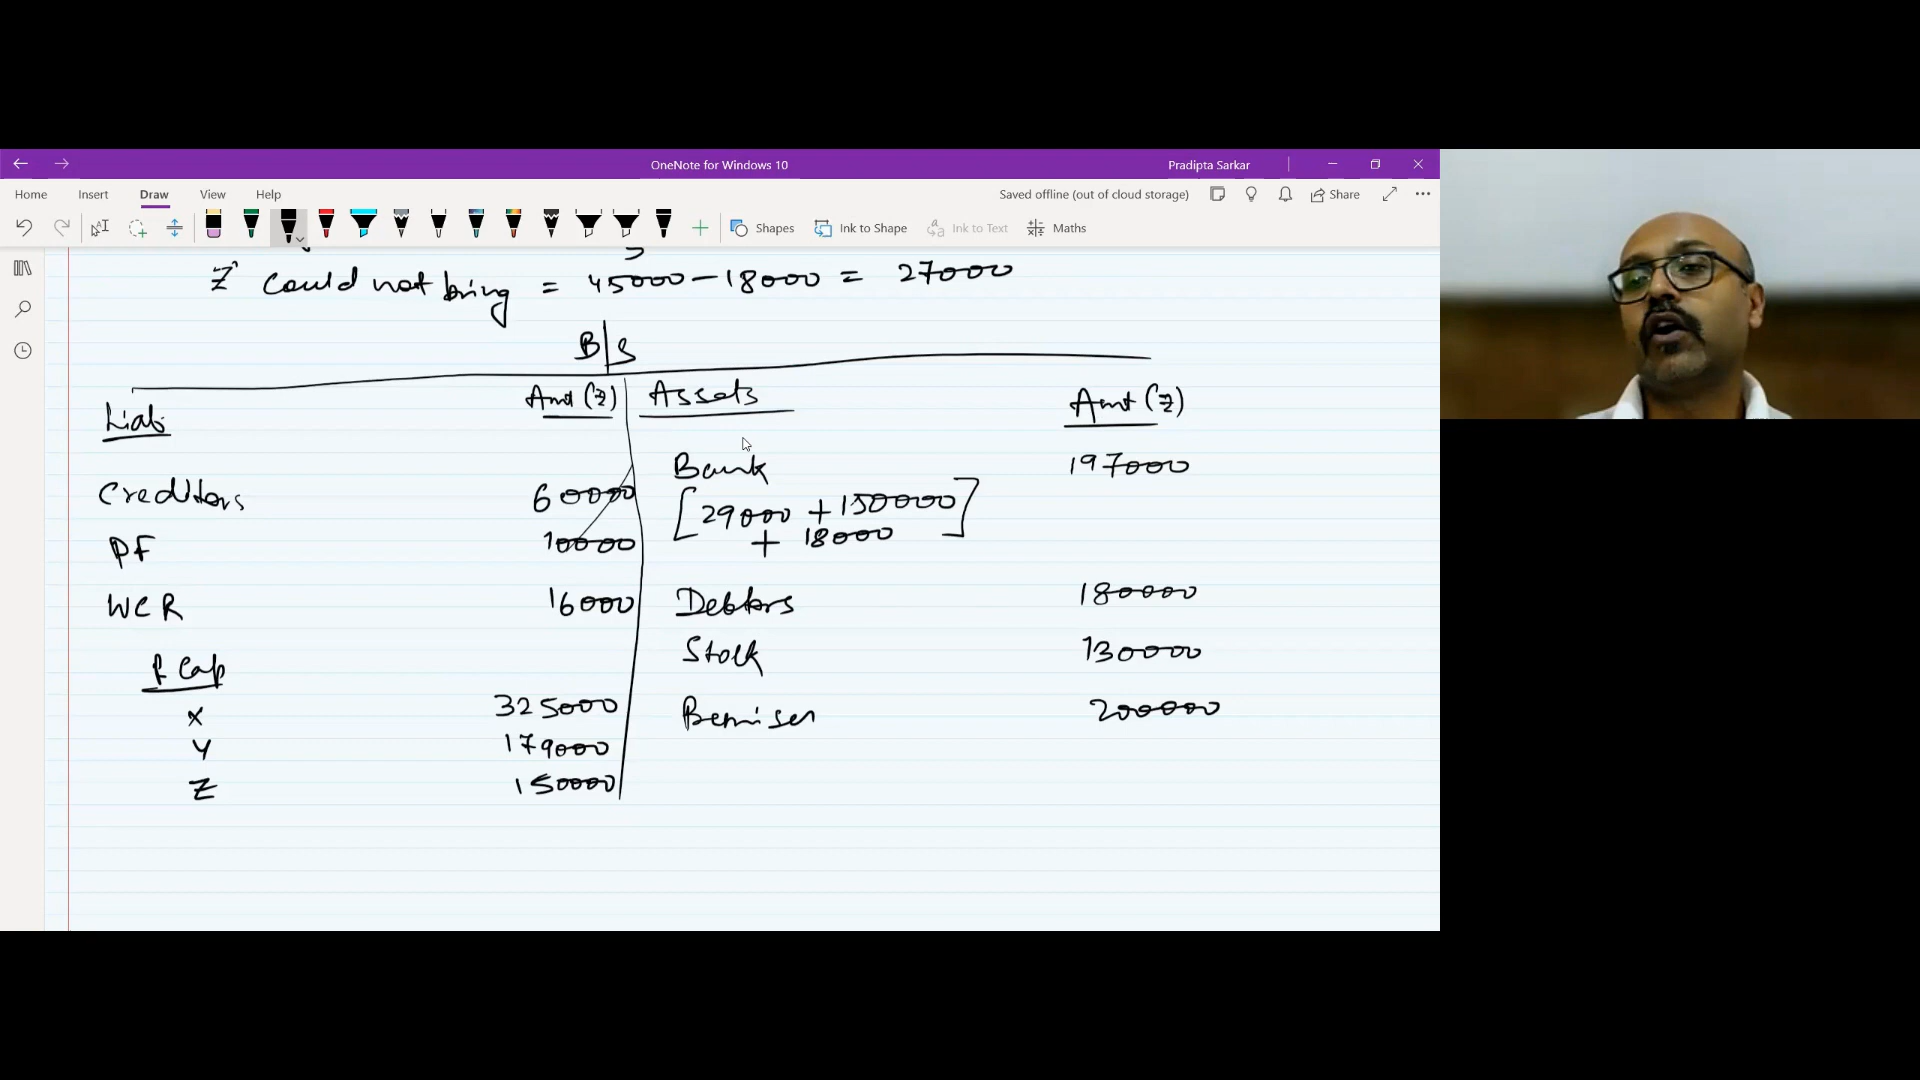 OneNote for Windows 10
Pradipta Sarkar
Home Insert Draw View Help
Saved offline (out of cloud storage)
Share
Shapes
Ink to Shape
Ink to Text
Maths
Z could not bring = 45000 - 18000 = 27000
B/S
Liab Amt (₹) Assets Amt (₹)
Bank 197000
Creditors 60000 [29000 + 150000
PF 10000 + 18000]
WCR 16000 Debtors 180000
P Cap Stock 130000
X 325000 Premises 200000
Y 179000
Z 150000